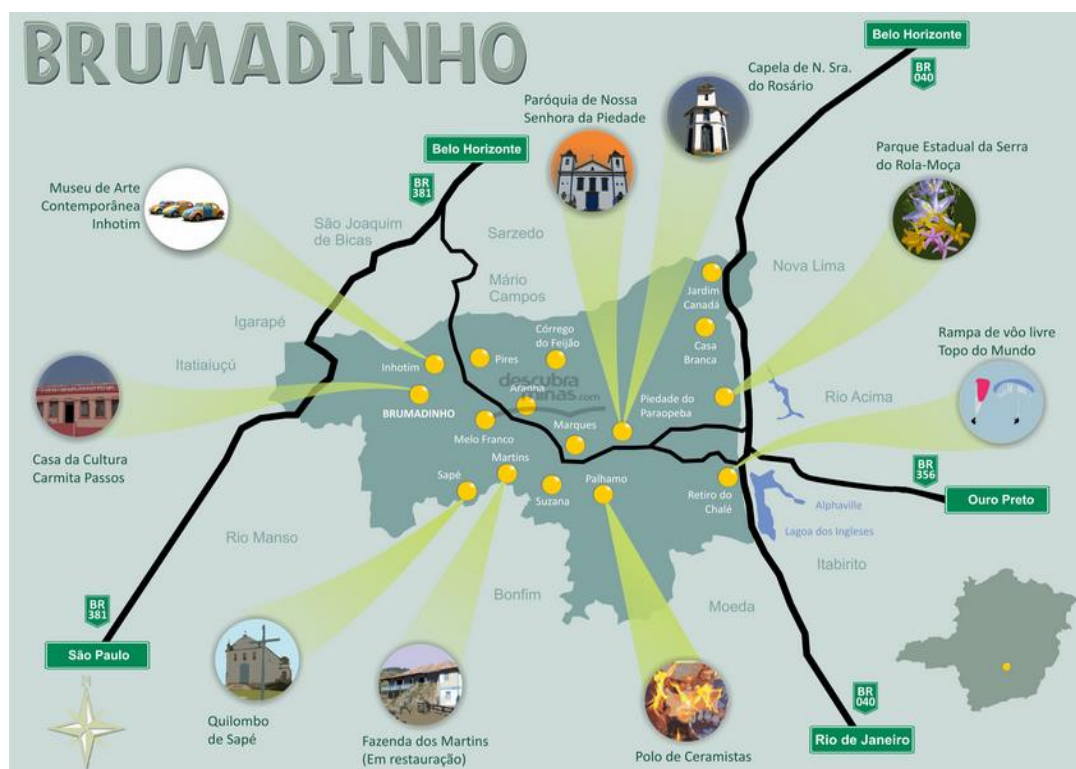 BRUMADINHO
Belo Horizonte
BR
040
Capela de N. Sra.
do Rosário
Paróquia de Nossa
Senhora da Piedade
Belo Horizonte
BR
381
Parque Estadual da Serra
do Rola-Moça
Museu de Arte
Contemporânea
Inhotim
São Joaquim
de Bicas
Sarzedo
Mário
Campos
Nova Lima
Jardim
Canadá
Igarapé
Itatiaiuçú
Córrego
do Feijão
Casa
Branca
Rampa de vôo livre
Topo do Mundo
Inhotim
Pires
descubra
minas.com
Aranha
BRUMADINHO
Piedade do
Paraopeba
Rio Acima
Melo Franco
Marques
Casa da Cultura
Carmita Passos
Martins
Sapé
Suzana
Palhamo
Retiro do
Chalé
BR
356
Ouro Preto
Alphaville
Lagoa dos Ingleses
Rio Manso
Bonfim
Moeda
Itabirito
BR
381
São Paulo
N
Quilombo
de Sapé
Fazenda dos Martins
(Em restauração)
Polo de Ceramistas
BR
040
Rio de Janeiro